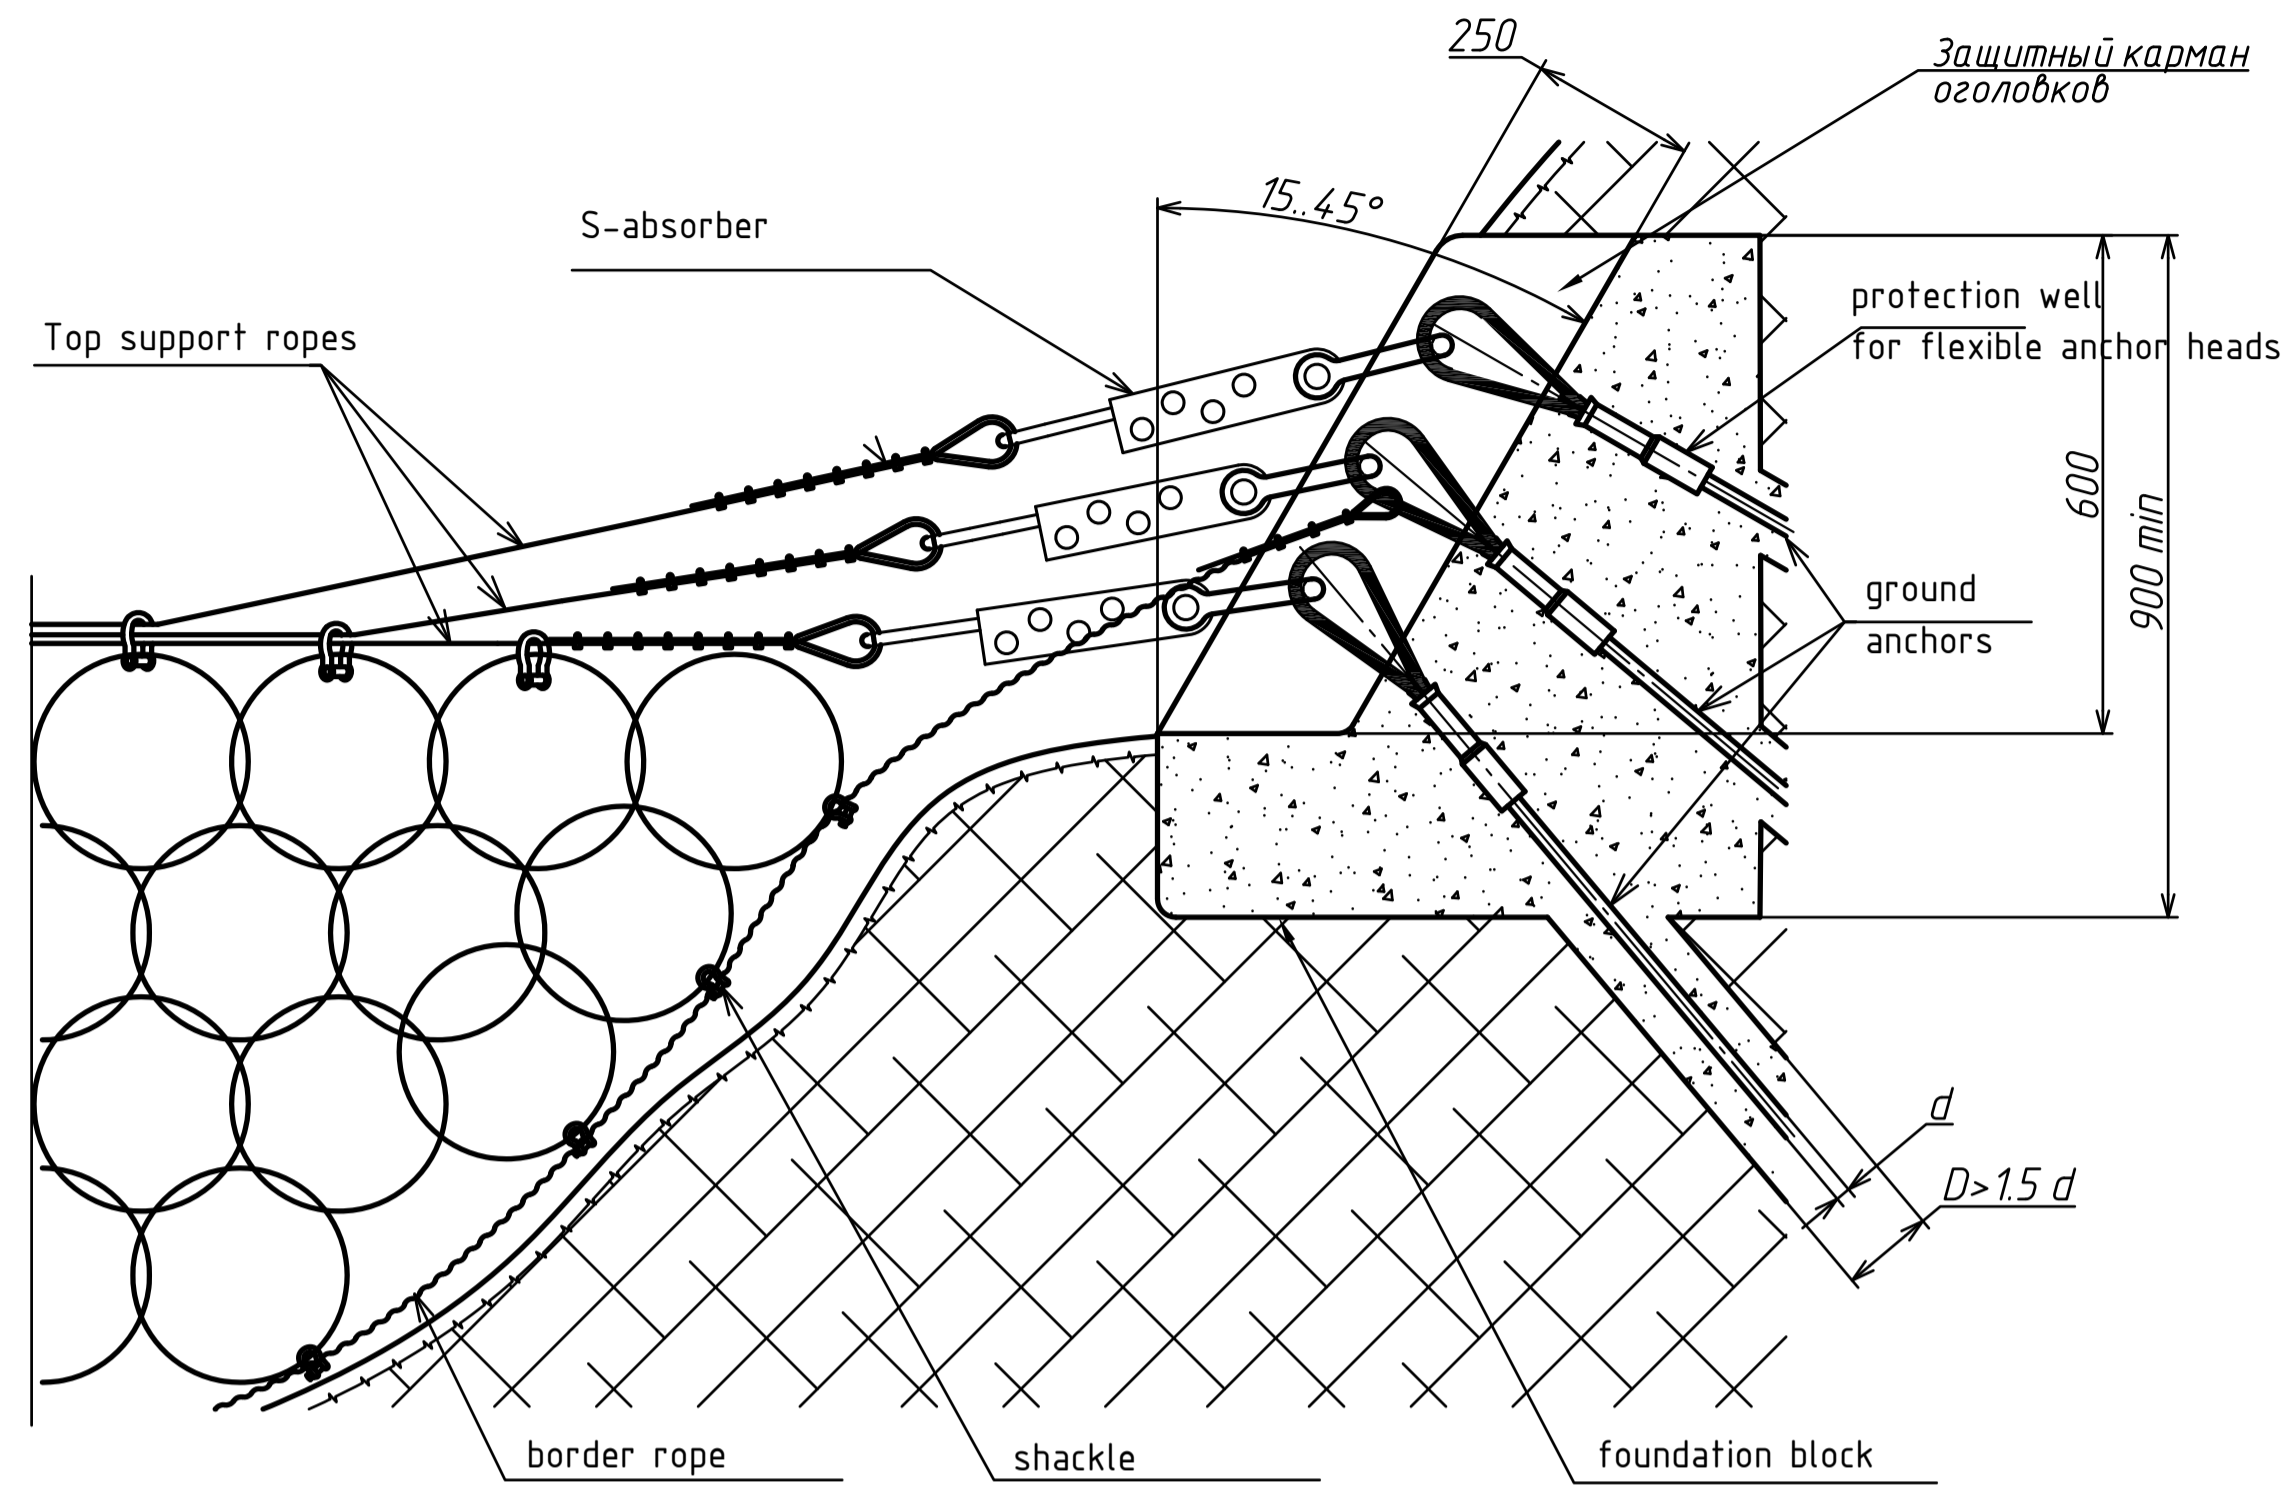 250
Защитный карман
оголовков
15..45°
S-absorber
Top support ropes
protection well
for flexible anchor heads
600
900 min
ground
anchors
d
D>1.5 d
border rope
shackle
foundation block